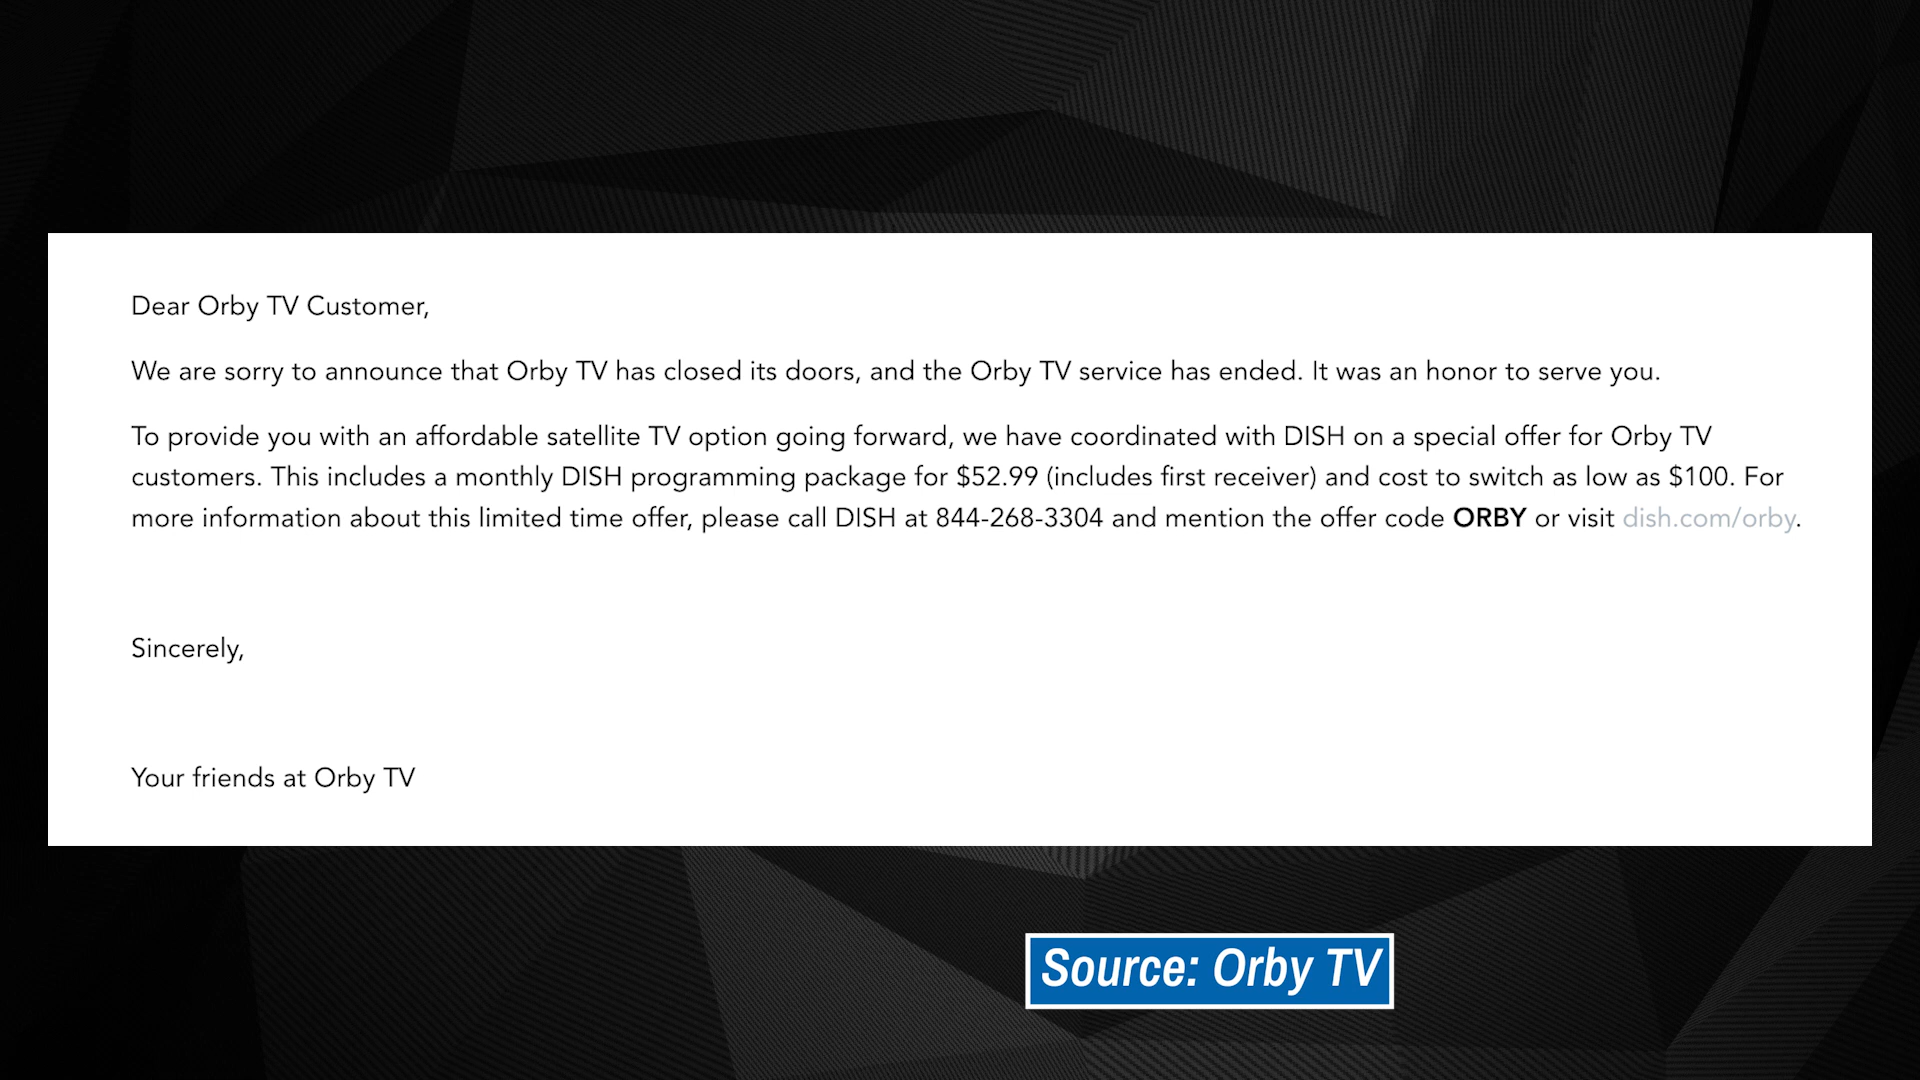 Dear Orby TV Customer,
We are sorry to announce that Orby TV has closed its doors, and the Orby TV service has ended. It was an honor to serve you.
To provide you with an affordable satellite TV option going forward, we have coordinated with DISH on a special offer for Orby TV
customers. This includes a monthly DISH programming package for $52.99 (includes first receiver) and cost to switch as low as $100. For
more information about this limited time offer, please call DISH at 844-268-3304 and mention the offer code ORBY or visit dish.com/orby.
Sincerely,
Your friends at Orby TV
Source: Orby TV